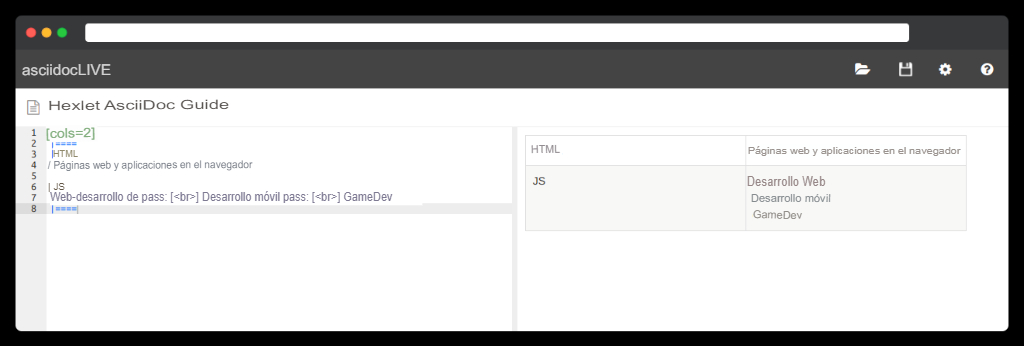 asciidocLIVE
Hexlet AsciiDoc Guide
1 [cols=2]
2 |====
3 |HTML
4 / Páginas web y aplicaciones en el navegador
5
6 | JS
7 Web-desarrollo de pass: [<br>] Desarrollo móvil pass: [<br>] GameDev
8 |====|
HTML
Páginas web y aplicaciones en el navegador
JS
Desarrollo Web
Desarrollo móvil
GameDev